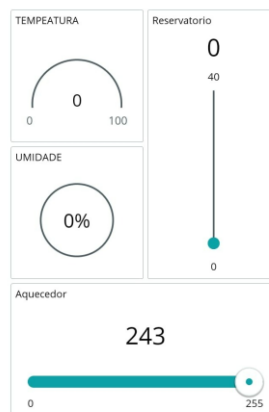 TEMPEATURA
0
0 100
UMIDADE
0%
Reservatorio
0
40
0
Aquecedor
243
0 255